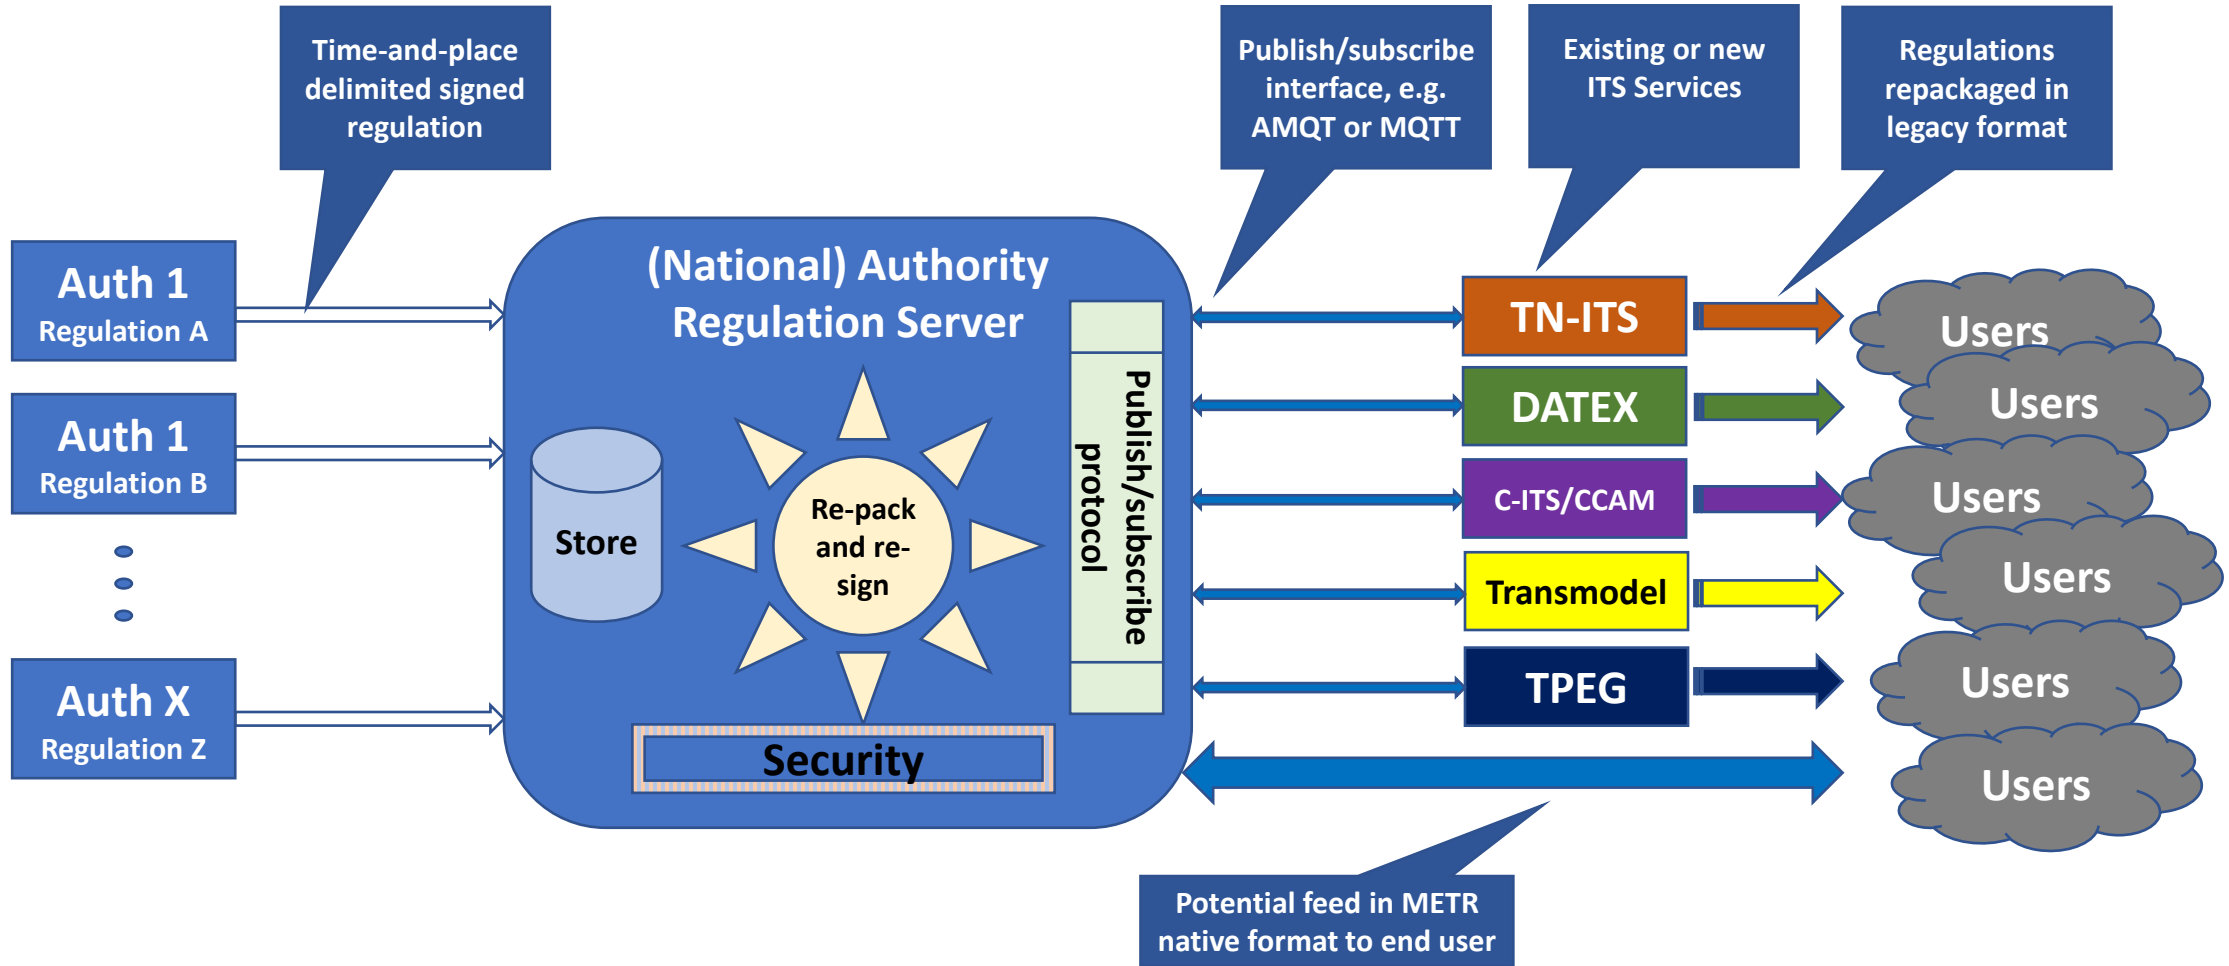 Time-and-place
delimited signed
regulation
Publish/subscribe
interface, e.g.
AMQT or MQTT
Existing or new
ITS Services
Regulations
repackaged in
legacy format
Auth 1
Regulation A
Auth 1
Regulation B
Auth X
Regulation Z
(National) Authority
Regulation Server
Store
Re-pack
and re-
sign
Publish/subscribe
protocol
Security
TN-ITS
DATEX
C-ITS/CCAM
Transmodel
TPEG
Users
Users
Users
Users
Users
Users
Potential feed in METR
native format to end user